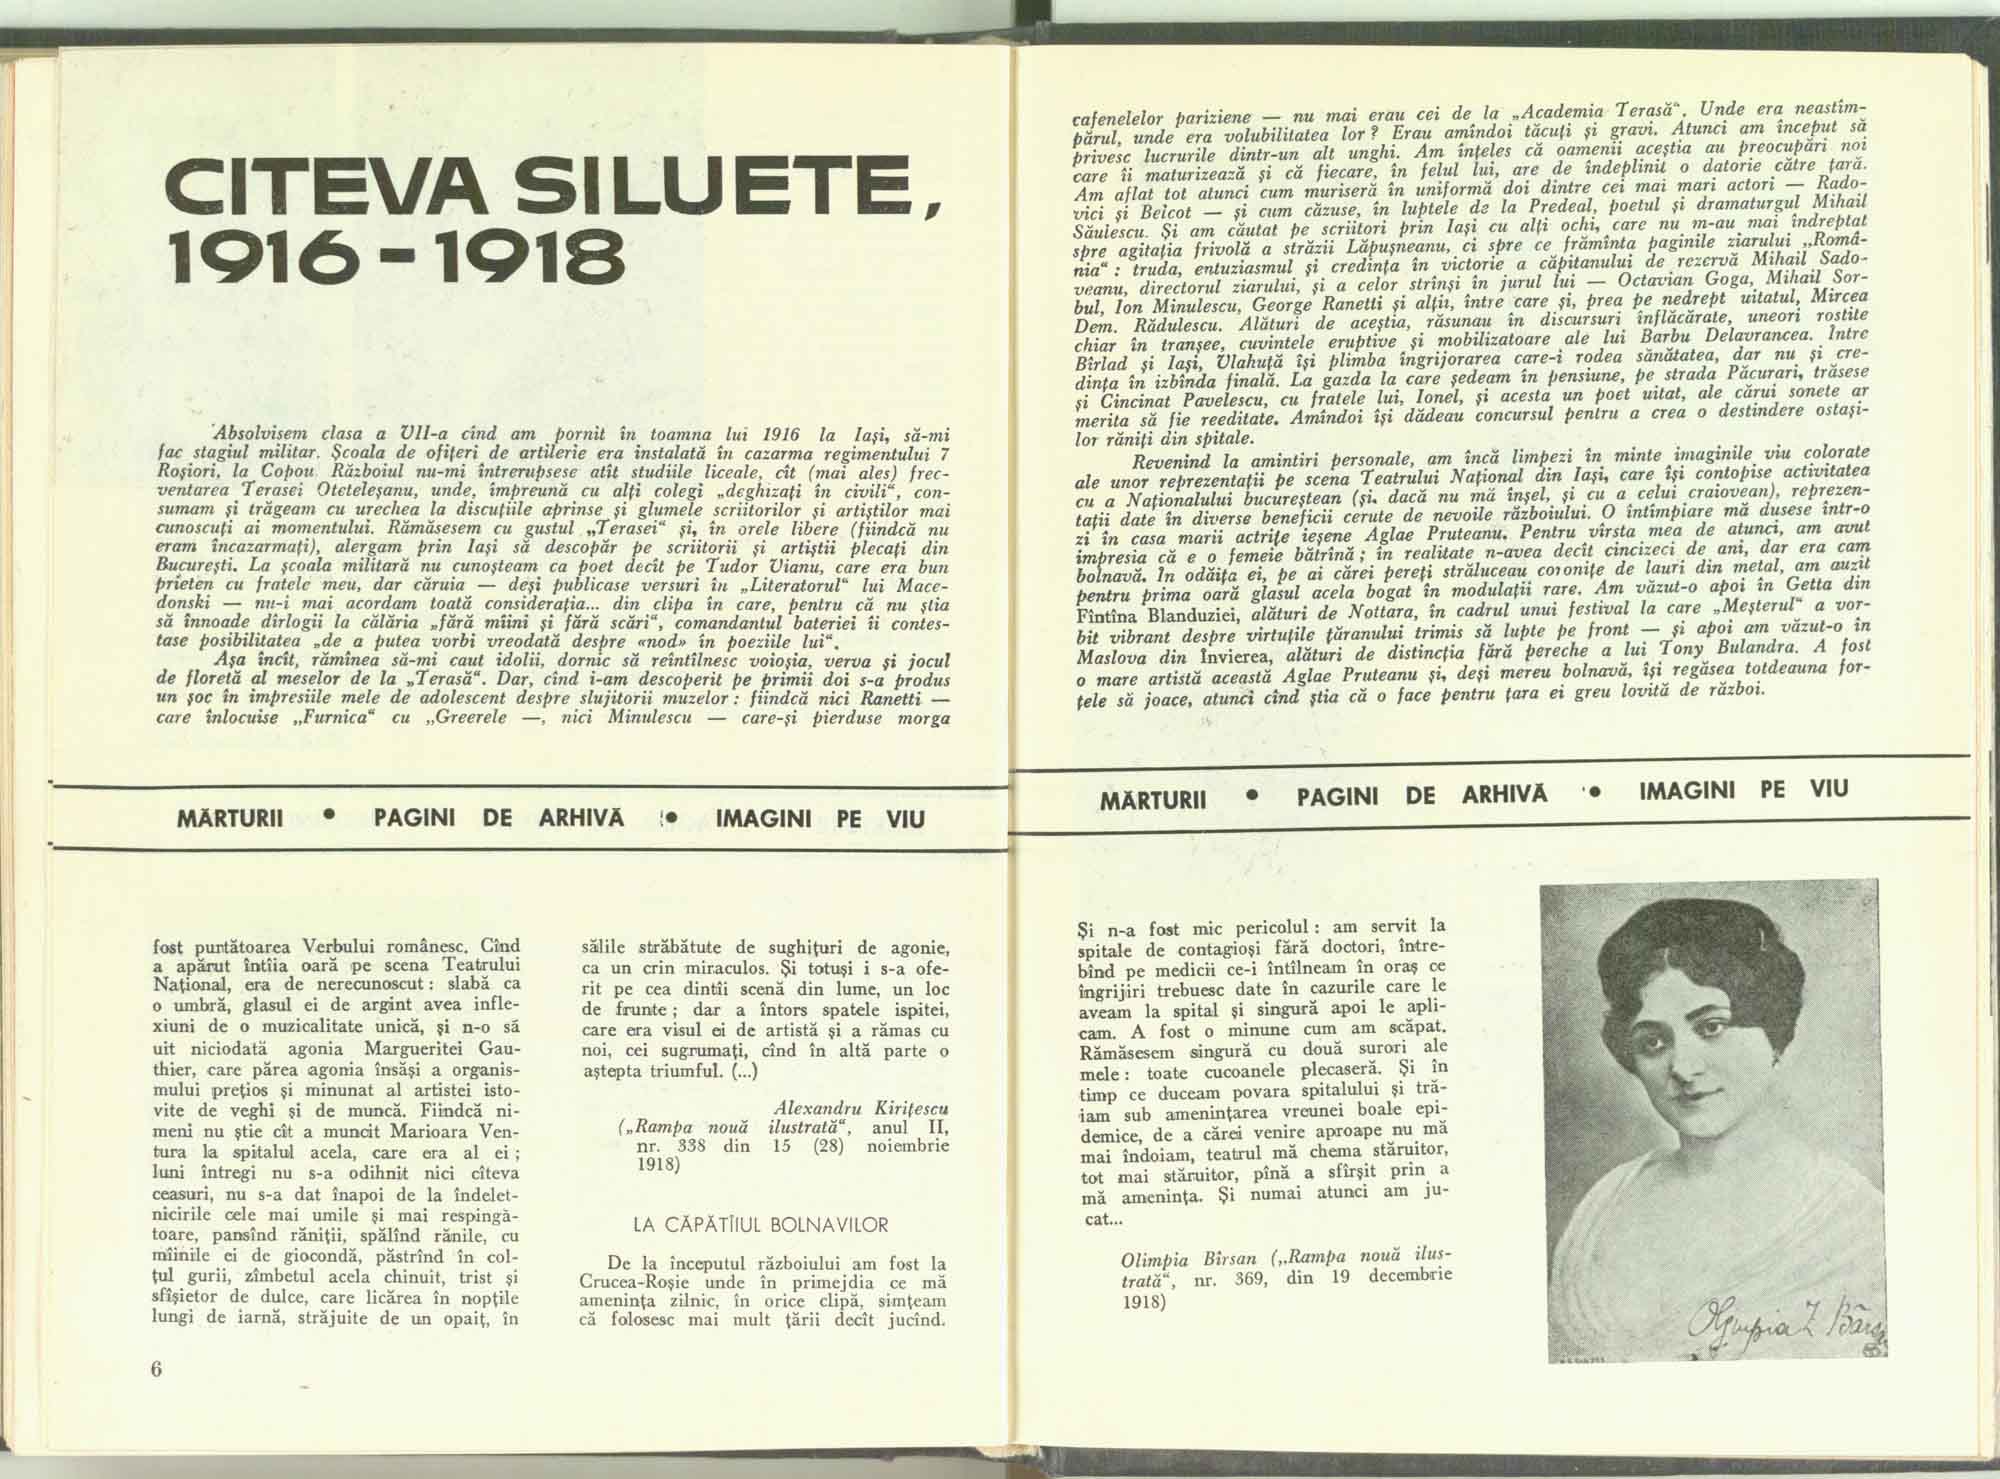 CITEVA SILUETE,
1916-1918
Absolvisem clasa a VII-a cînd am pornit în toamna lui 1916 la Iași, să-mi
fac stagiul militar. Școala de ofițeri de artilerie era instalată în cazarma regimentului 7
Roșiori, la Copou. Războiul nu-mi întrerupsese atît studiile liceale, cît (mai ales) frec-
ventarea Terasei Oteteleșanu, unde, împreună cu alți colegi „deghizați în civili“, con-
sumam și trăgeam cu urechea la discuțiile aprinse și glumele scriitorilor și artiștilor mai
cunoscuți ai momentului. Rămăsesem cu gustul „Terasei“ și, în orele libere (fiindcă nu
eram încazarmați), alergam prin Iași să descopăr pe scriitorii și artiștii plecați din
București. La școala militară nu cunoșteam ca poet decît pe Tudor Vianu, care era bun
prieten cu fratele meu, dar căruia — deși publicase versuri în „Literatorul“ lui Mace-
donski — nu-i mai acordam toată considerația... din clipa în care, pentru că nu știa
să înnoade dîrlogii la călăria „fără mîini și fără scări“, comandantul bateriei îi contes-
tase posibilitatea „de a putea vorbi vreodată despre «nod» în poeziile lui“.
Așa încît, rămînea să-mi caut idolii, dornic să reîntîlnesc voioșia, verva și jocul
de floretă al meselor de la „Terasă“. Dar, cînd i-am descoperit pe primii doi s-a produs
un șoc în impresiile mele de adolescent despre slujitorii muzelor : fiindcă nici Ranetti —
care înlocuise „Furnica“ cu „Greerele —, nici Minulescu — care-și pierduse morga
cafenelelor pariziene — nu mai erau cei de la „Academia Terasă“. Unde era neastîm-
părul, unde era volubilitatea lor ? Erau amîndoi tăcuți și gravi. Atunci am început să
privesc lucrurile dintr-un alt unghi. Am înțeles că oamenii aceștia au preocupări noi
care îi maturizează și că fiecare, în felul lui, are de îndeplinit o datorie către țară.
Am aflat tot atunci cum muriseră în uniformă doi dintre cei mai mari actori — Rado-
vici și Belcot — și cum căzuse, în luptele de la Predeal, poetul și dramaturgul Mihail
Săulescu. Și am căutat pe scriitori prin Iași cu alți ochi, care nu m-au mai îndreptat
spre agitația frivolă a străzii Lăpușneanu, ci spre ce frămînta paginile ziarului „Româ-
nia“ : truda, entuziasmul și credința în victorie a căpitanului de rezervă Mihail Sado-
veanu, directorul ziarului, și a celor strînși în jurul lui — Octavian Goga, Mihail Sor-
bul, Ion Minulescu, George Ranetti și alții, între care și, prea pe nedrept uitatul, Mircea
Dem. Rădulescu. Alături de aceștia, răsunau în discursuri înflăcărate, uneori rostite
chiar în tranșee, cuvintele eruptive și mobilizatoare ale lui Barbu Delavrancea. Între
Bîrlad și Iași, Vlahuță își plimba îngrijorarea care-i rodea sănătatea, dar nu și cre-
dința în izbînda finală. La gazda la care ședeam în pensiune, pe strada Păcurari, trăsese
și Cincinat Pavelescu, cu fratele lui, Ionel, și acesta un poet uitat, ale cărui sonete ar
merita să fie reeditate. Amîndoi își dădeau concursul pentru a crea o destindere ostași-
lor răniți din spitale.
Revenind la amintiri personale, am încă limpezi în minte imaginile viu colorate
ale unor reprezentații pe scena Teatrului Național din Iași, care își contopise activitatea
cu a Naționalului bucureștean (și, dacă nu mă înșel, și cu a celui craiovean), reprezen-
tații date în diverse beneficii cerute de nevoile războiului. O întîmplare mă dusese într-o
zi în casa marii actrițe ieșene Aglae Pruteanu. Pentru vîrsta mea de atunci, am avut
impresia că e o femeie bătrînă ; în realitate n-avea decît cincizeci de ani, dar era cam
bolnavă. In odăița ei, pe ai cărei pereți străluceau coronițe de lauri din metal, am auzit
pentru prima oară glasul acela bogat în modulații rare. Am văzut-o apoi în Getta din
Fîntîna Blanduziei, alături de Nottara, în cadrul unui festival la care „Meșterul“ a vor-
bit vibrant despre virtuțile țăranului trimis să lupte pe front — și apoi am văzut-o în
Maslova din Învierea, alături de distincția fără pereche a lui Tony Bulandra. A fost
o mare artistă această Aglae Pruteanu și, deși mereu bolnavă, își regăsea totdeauna for-
țele să joace, atunci cînd știa că o face pentru țara ei greu lovită de război.
MĂRTURII • PAGINI DE ARHIVĂ • IMAGINI PE VIU
MĂRTURII • PAGINI DE ARHIVĂ • IMAGINI PE VIU
fost purtătoarea Verbului românesc. Cînd
a apărut întîia oară pe scena Teatrului
Național, era de nerecunoscut : slabă ca
o umbră, glasul ei de argint avea infle-
xiuni de o muzicalitate unică, și n-o să
uit niciodată agonia Margueritei Gau-
thier, care părea agonia însăși a organis-
mului prețios și minunat al artistei isto-
vite de veghi și de muncă. Fiindcă ni-
meni nu știe cît a muncit Marioara Ven-
tura la spitalul acela, care era al ei ;
luni întregi nu s-a odihnit nici cîteva
ceasuri, nu s-a dat înapoi de la îndelet-
nicirile cele mai umile și mai respingă-
toare, pansînd răniții, spălînd rănile, cu
mîinile ei de giocondă, păstrînd în col-
țul gurii, zîmbetul acela chinuit, trist și
sfîșietor de dulce, care licărea în nopțile
lungi de iarnă, străjuite de un opaiț, în
6
sălile străbătute de sughițuri de agonie,
ca un crin miraculos. Și totuși i s-a ofe-
rit pe cea dintîi scenă din lume, un loc
de frunte ; dar a întors spatele ispitei,
care era visul ei de artistă și a rămas cu
noi, cei sugrumați, cînd în altă parte o
aștepta triumful. (...)
Alexandru Kirițescu
(„Rampa nouă ilustrată“, anul II,
nr. 338 din 15 (28) noiembrie
1918)
LA CĂPĂTÎIUL BOLNAVILOR
De la începutul războiului am fost la
Crucea-Roșie unde în primejdia ce mă
amenința zilnic, în orice clipă, simțeam
că folosesc mai mult țării decît jucînd.
Și n-a fost mic pericolul : am servit la
spitale de contagioși fără doctori, între-
bînd pe medicii ce-i întîlneam în oraș ce
îngrijiri trebuesc date în cazurile care le
aveam la spital și singură apoi le apli-
cam. A fost o minune cum am scăpat.
Rămăsesem singură cu două surori ale
mele : toate cucoanele plecaseră. Și în
timp ce duceam povara spitalului și tră-
iam sub amenințarea vreunei boale epi-
demice, de a cărei venire aproape nu mă
mai îndoiam, teatrul mă chema stăruitor,
tot mai stăruitor, pînă a sfîrșit prin a
mă amenința. Și numai atunci am ju-
cat...
Olimpia Bîrsan („Rampa nouă ilus-
trată“, nr. 369, din 19 decembrie
1918)
Olympia Z Bârsan